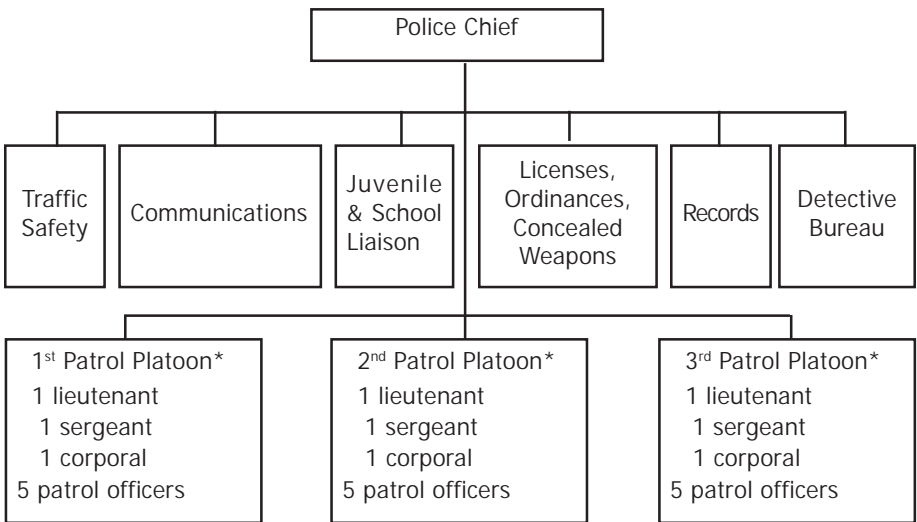 Police Chief
Traffic
Safety
Communications
Juvenile
& School
Liaison
Licenses,
Ordinances,
Concealed
Weapons
Records
Detective
Bureau
1st Patrol Platoon*
1 lieutenant
1 sergeant
1 corporal
5 patrol officers
2nd Patrol Platoon*
1 lieutenant
1 sergeant
1 corporal
5 patrol officers
3rd Patrol Platoon*
1 lieutenant
1 sergeant
1 corporal
5 patrol officers